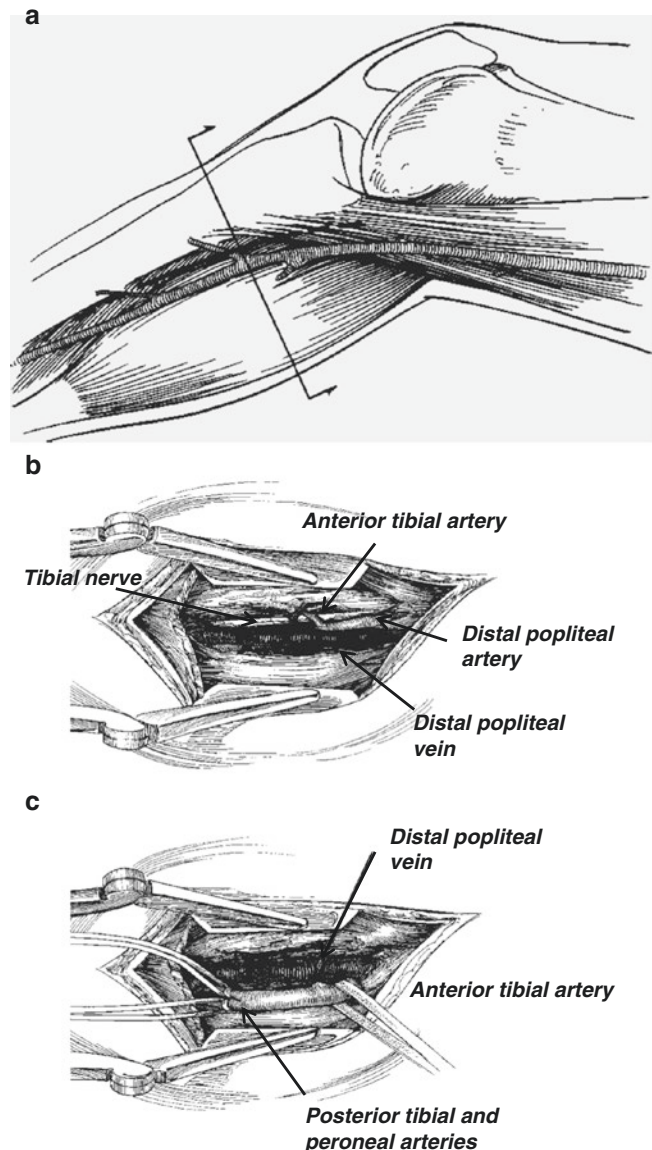 a
b
Anterior tibial artery
Tibial nerve
Distal popliteal
artery
Distal popliteal
vein
c
Distal popliteal
vein
Anterior tibial artery
Posterior tibial and
peroneal arteries